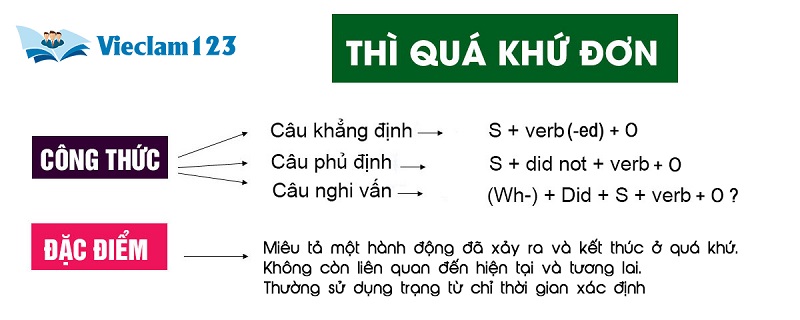 Vieclam123
THÌ QUÁ KHỨ ĐƠN
CÔNG THỨC
Câu khẳng định
S + verb (-ed) + O
Câu phủ định
S + did not + verb + O
Câu nghi vấn
(Wh-) + Did + S + verb + O ?
ĐẶC ĐIỂM
Miêu tả một hành động đã xảy ra và kết thúc ở quá khứ.
Không còn liên quan đến hiện tại và tương lai.
Thường sử dụng trạng từ chỉ thời gian xác định